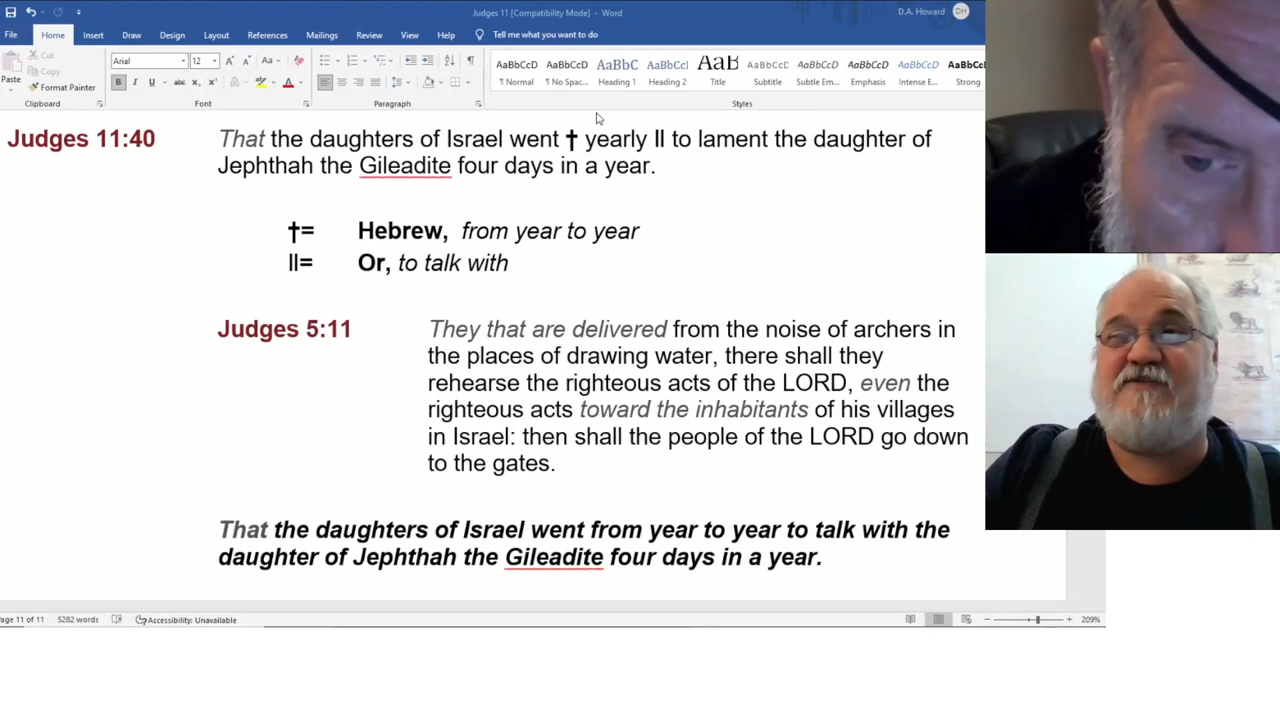 Judges 11 [Compatibility Mode] - Word
D.A. Howard
DH
File Home Insert Draw Design Layout References Mailings Review View Help Tell me what you want to do
Paste
Cut
Copy
Format Painter
Clipboard
Arial 12
Font
Paragraph
AaBbCcD AaBbCcD AaBbC AaBbCcI AaB AaBbCcD AaBbCcD AaBbCcD AaBbCcD AaBbCc
¶ Normal ¶ No Spac... Heading 1 Heading 2 Title Subtitle Subtle Em... Emphasis Intense E... Strong
Styles
Judges 11:40 That the daughters of Israel went ✝ yearly ll to lament the daughter of
Jephthah the Gileadite four days in a year.
✝= Hebrew, from year to year
ll= Or, to talk with
Judges 5:11 They that are delivered from the noise of archers in
the places of drawing water, there shall they
rehearse the righteous acts of the LORD, even the
righteous acts toward the inhabitants of his villages
in Israel: then shall the people of the LORD go down
to the gates.
That the daughters of Israel went from year to year to talk with the
daughter of Jephthah the Gileadite four days in a year.
age 11 of 11 5282 words Accessibility: Unavailable 209%